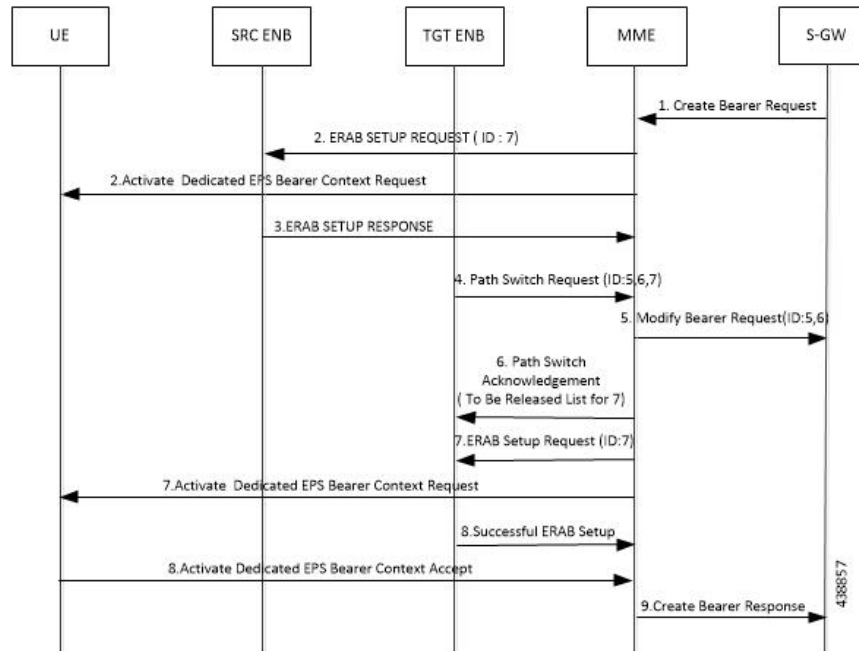 UE
SRC ENB
TGT ENB
MME
S-GW
1. Create Bearer Request
2. ERAB SETUP REQUEST ( ID : 7)
2.Activate Dedicated EPS Bearer Context Request
3.ERAB SETUP RESPONSE
4. Path Switch Request (ID:5,6,7)
5. Modify Bearer Request(ID:5,6)
6. Path Switch
Acknowledgement
( To Be Released List for 7)
7.ERAB Setup Request (ID:7)
7.Activate Dedicated EPS Bearer Context Request
8.Successful ERAB Setup
8.Activate Dedicated EPS Bearer Context Accept
9.Create Bearer Response
438857